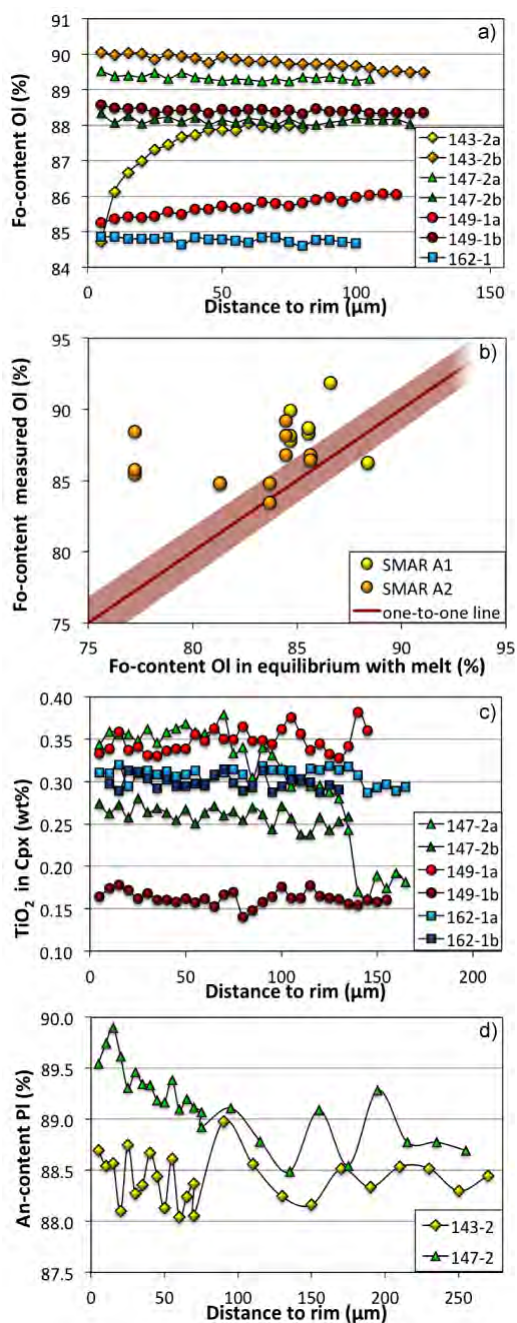 a)
Fo-content Ol (%)
91
90
89
88
87
86
85
84
143-2a
143-2b
147-2a
147-2b
149-1a
149-1b
162-1
0 50 100 150
Distance to rim (µm)
b)
Fo-content measured Ol (%)
95
90
85
80
75
SMAR A1
SMAR A2
one-to-one line
75 80 85 90 95
Fo-content Ol in equilibrium with melt (%)
c)
TiO2 in Cpx (wt%)
0.40
0.35
0.30
0.25
0.20
0.15
0.10
147-2a
147-2b
149-1a
149-1b
162-1a
162-1b
0 50 100 150 200
Distance to rim (µm)
d)
An-content Pl (%)
90.0
89.5
89.0
88.5
88.0
87.5
143-2
147-2
0 50 100 150 200 250
Distance to rim (µm)